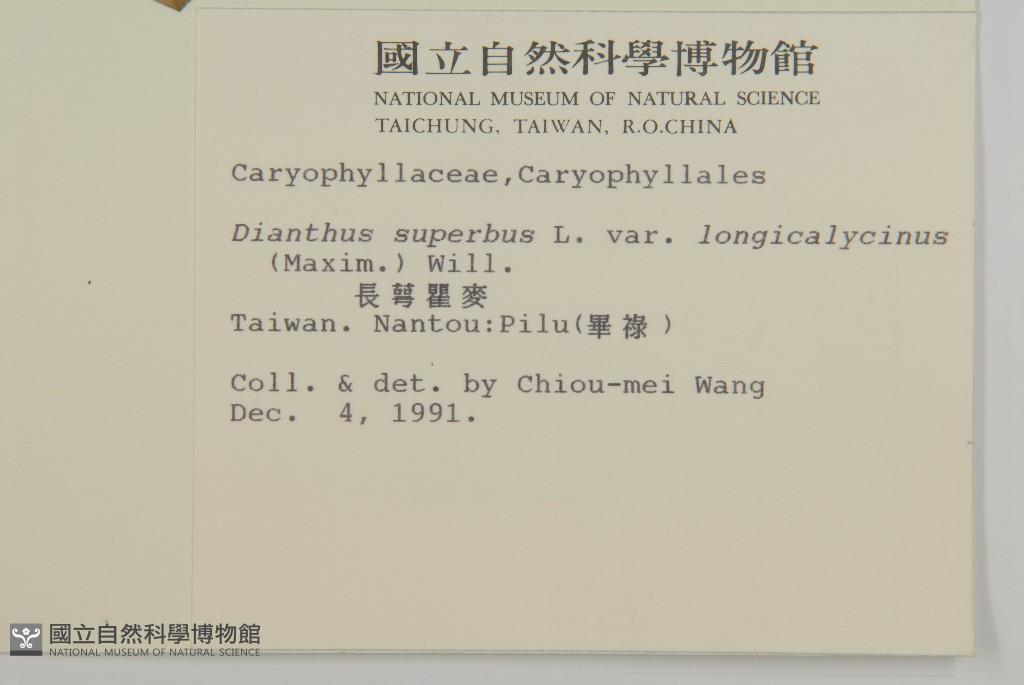 國立自然科學博物館
NATIONAL MUSEUM OF NATURAL SCIENCE
TAICHUNG, TAIWAN, R.O.CHINA
Caryophyllaceae,Caryophyllales
Dianthus superbus L. var. longicalycinus
(Maxim.) Will.
長萼瞿麥
Taiwan. Nantou:Pilu(畢祿)
Coll. & det. by Chiou-mei Wang
Dec. 4, 1991.
國立自然科學博物館
NATIONAL MUSEUM OF NATURAL SCIENCE